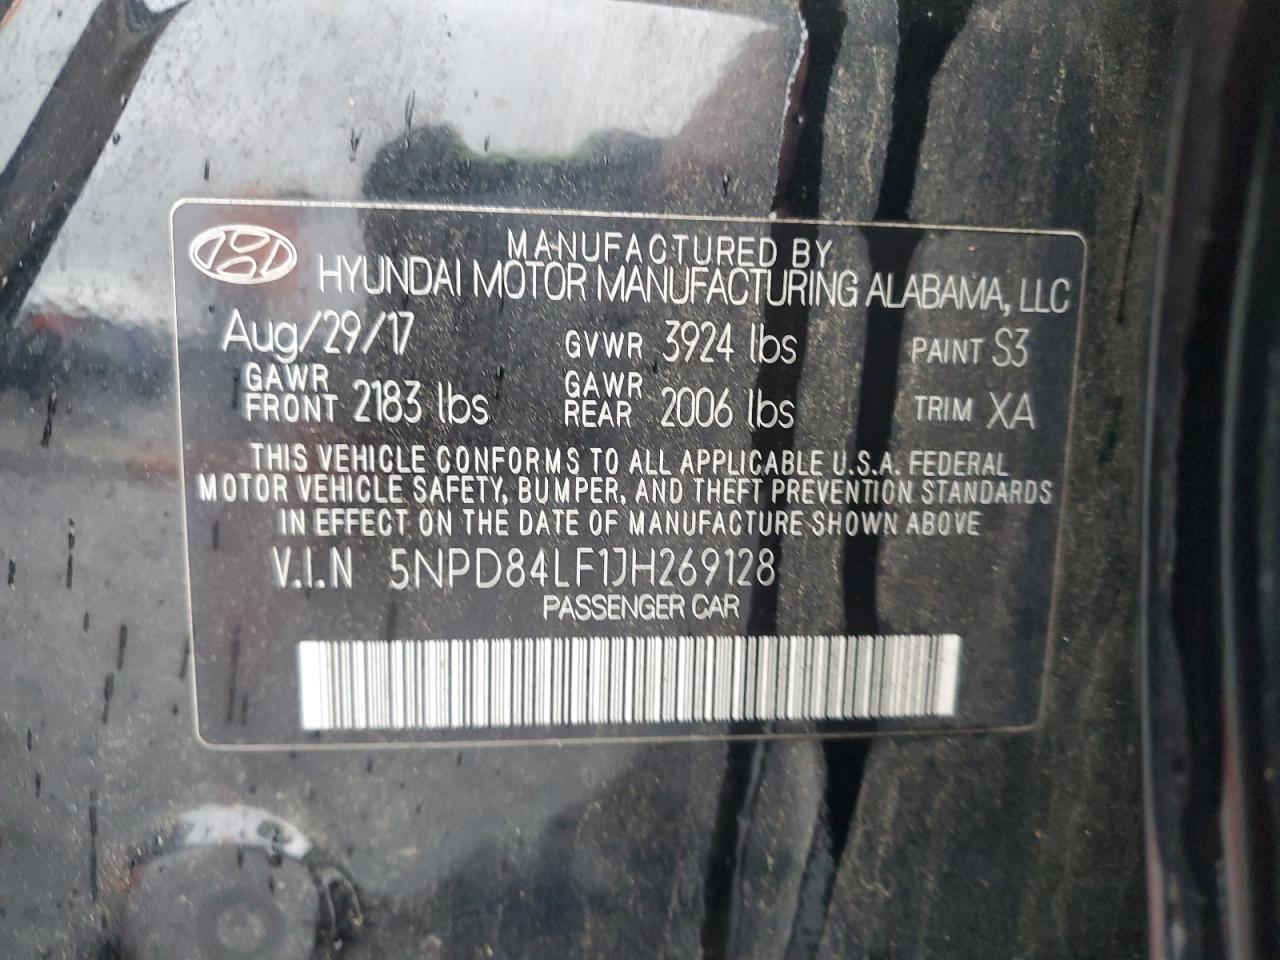 MANUFACTURED BY
HYUNDAI MOTOR MANUFACTURING ALABAMA, LLC
Aug/29/17 GVWR 3924 lbs PAINT S3
GAWR FRONT 2183 lbs GAWR REAR 2006 lbs TRIM XA
THIS VEHICLE CONFORMS TO ALL APPLICABLE U.S.A. FEDERAL
MOTOR VEHICLE SAFETY, BUMPER, AND THEFT PREVENTION STANDARDS
IN EFFECT ON THE DATE OF MANUFACTURE SHOWN ABOVE
V.I.N 5NPD84LF1JH269128
PASSENGER CAR